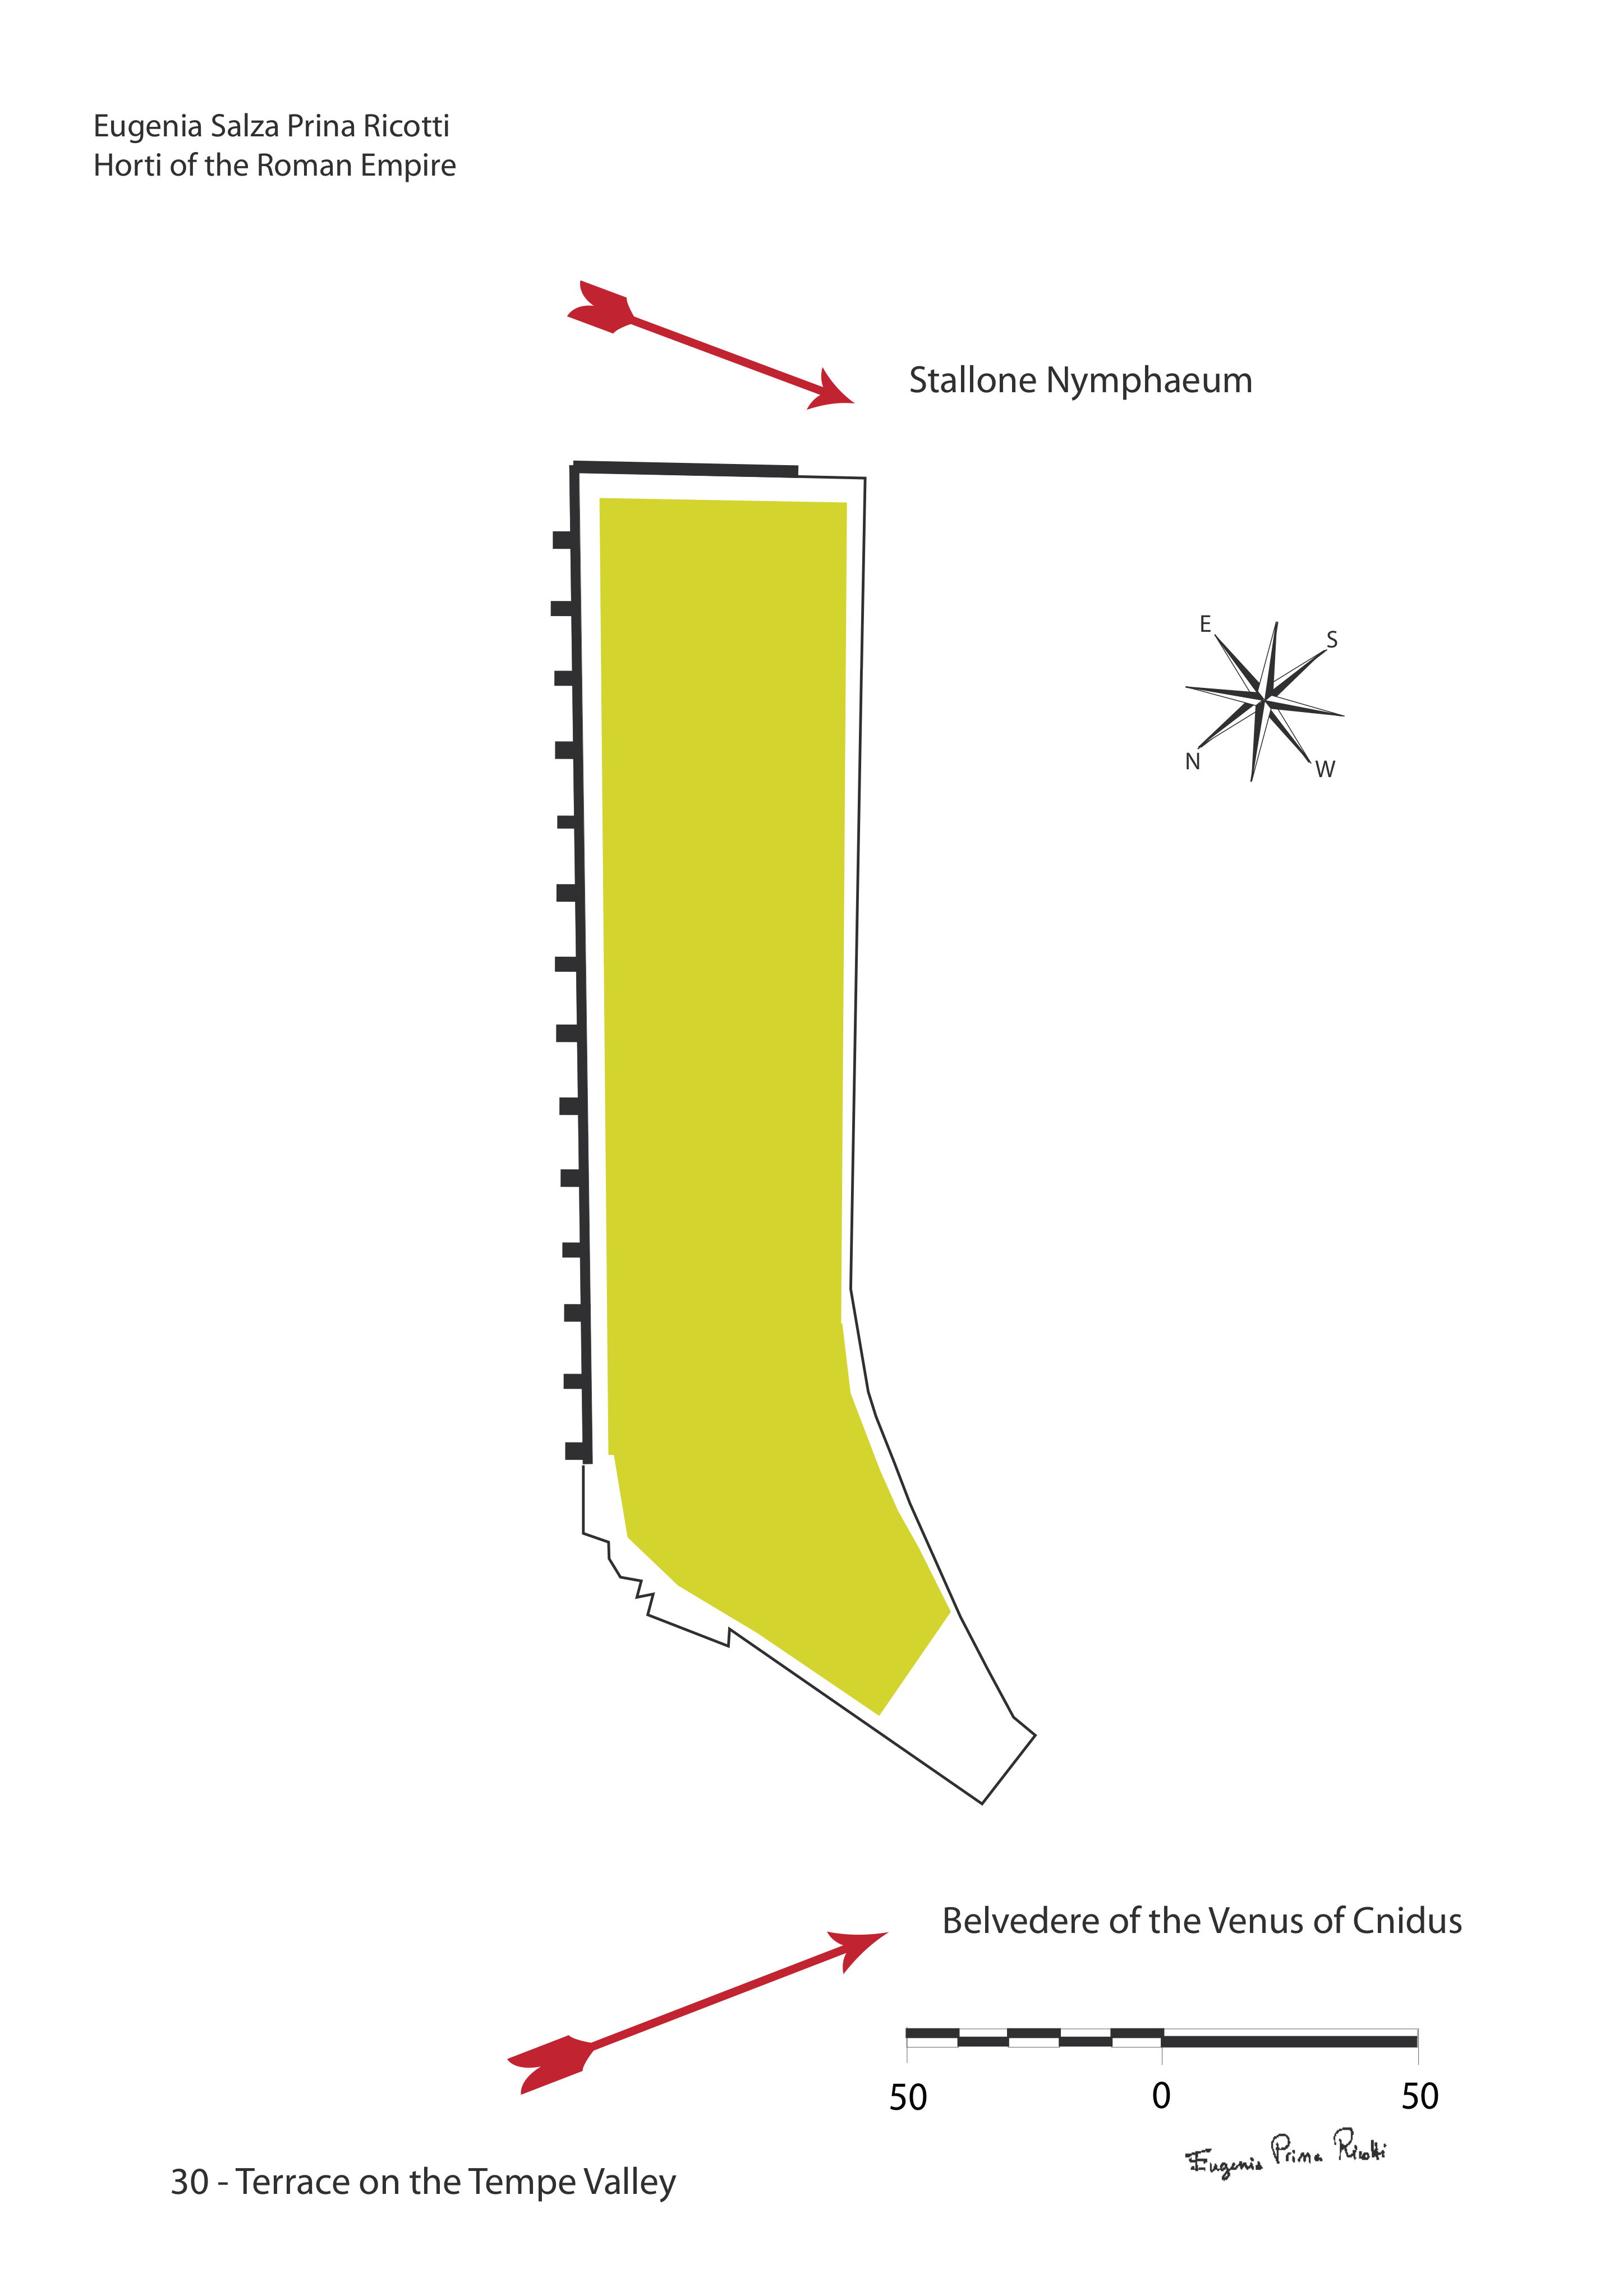 Eugenia Salza Prina Ricotti
Horti of the Roman Empire
Stallone Nymphaeum
E
S
N
W
Belvedere of the Venus of Cnidus
50 0 50
Eugenia Prina Ricotti
30 - Terrace on the Tempe Valley